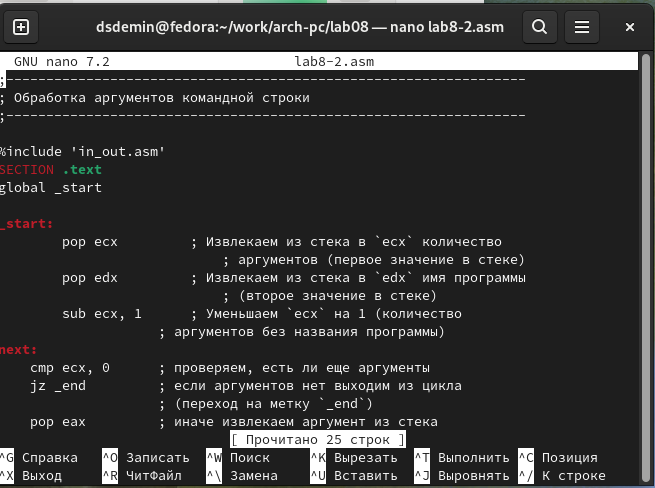 dsdemin@fedora:~/work/arch-pc/lab08 — nano lab8-2.asm
GNU nano 7.2 lab8-2.asm
;-----------------------------------------------------------------
; Обработка аргументов командной строки
;-----------------------------------------------------------------
%include 'in_out.asm'
SECTION .text
global _start
_start:
pop ecx ; Извлекаем из стека в `ecx` количество
; аргументов (первое значение в стеке)
pop edx ; Извлекаем из стека в `edx` имя программы
; (второе значение в стеке)
sub ecx, 1 ; Уменьшаем `ecx` на 1 (количество
; аргументов без названия программы)
next:
cmp ecx, 0 ; проверяем, есть ли еще аргументы
jz _end ; если аргументов нет выходим из цикла
; (переход на метку `_end`)
pop eax ; иначе извлекаем аргумент из стека
[ Прочитано 25 строк ]
^G Справка ^O Записать ^W Поиск ^K Вырезать ^T Выполнить ^C Позиция
^X Выход ^R ЧитФайл ^\ Замена ^U Вставить ^J Выровнять ^/ К строке